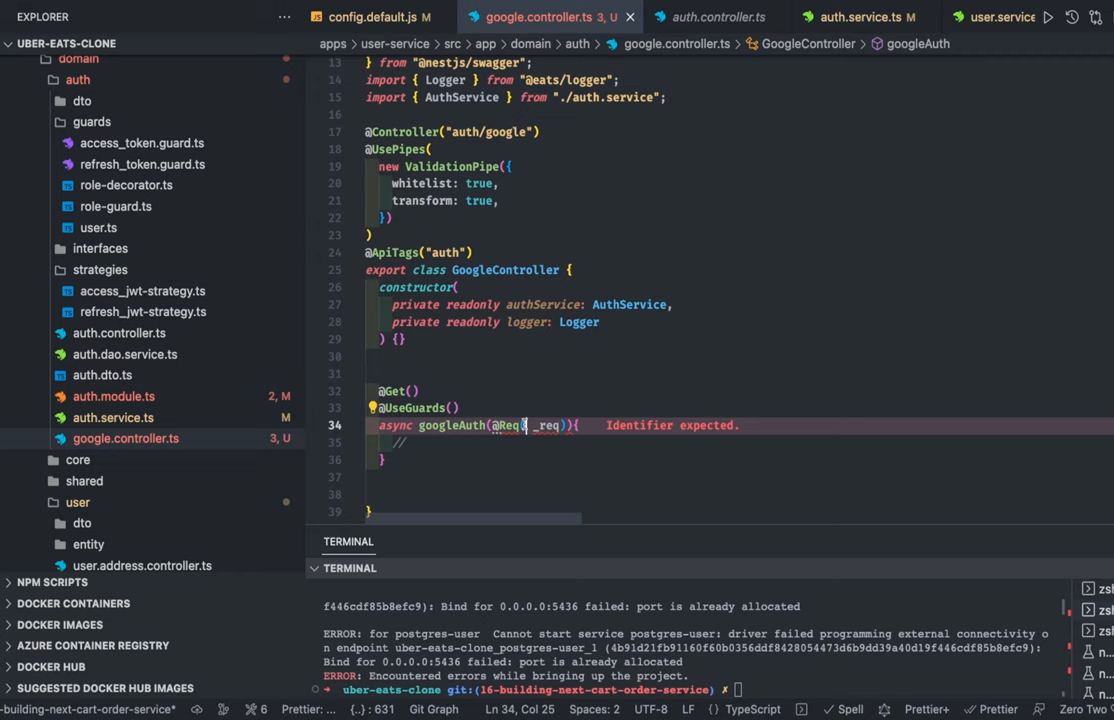 EXPLORER
config.default.js M
google.controller.ts 3, U
auth.controller.ts
auth.service.ts M
user.service
UBER-EATS-CLONE
apps > user-service > src > app > domain > auth > google.controller.ts > GoogleController > googleAuth
domain
auth
dto
guards
access_token.guard.ts
refresh_token.guard.ts
role-decorator.ts
role-guard.ts
user.ts
interfaces
strategies
access_jwt-strategy.ts
refresh_jwt-strategy.ts
auth.controller.ts
auth.dao.service.ts
auth.dto.ts
auth.module.ts 2, M
auth.service.ts M
google.controller.ts 3, U
core
shared
user
dto
entity
user.address.controller.ts
NPM SCRIPTS
DOCKER CONTAINERS
DOCKER IMAGES
AZURE CONTAINER REGISTRY
DOCKER HUB
SUGGESTED DOCKER HUB IMAGES
13 } from "@nestjs/swagger";
14 import { Logger } from "@eats/logger";
15 import { AuthService } from "./auth.service";
16
17 @Controller("auth/google")
18 @UsePipes(
19 new ValidationPipe({
20 whitelist: true,
21 transform: true,
22 })
23 )
24 @ApiTags("auth")
25 export class GoogleController {
26 constructor(
27 private readonly authService: AuthService,
28 private readonly logger: Logger
29 ) {}
30
31
32 @Get()
33 @UseGuards()
34 async googleAuth(@Req( _req)){ Identifier expected.
35 //
36 }
37
38
39 }
TERMINAL
TERMINAL
f446cdf85b8efc9): Bind for 0.0.0.0:5436 failed: port is already allocated
ERROR: for postgres-user Cannot start service postgres-user: driver failed programming external connectivity o
n endpoint uber-eats-clone_postgres-user_1 (4b91d21fb91160f60b0356ddf8428054473d6b9dd39a40d19f446cdf85b8efc9):
Bind for 0.0.0.0:5436 failed: port is already allocated
ERROR: Encountered errors while bringing up the project.
➜ uber-eats-clone git:(16-building-next-cart-order-service) ✗
zsh
zsh
zsh
n...
n...
n...
16-building-next-cart-order-service* 6 Prettier: ... {..} : 631 Git Graph Ln 34, Col 25 Spaces: 2 UTF-8 LF {} TypeScript Spell Prettier+ Prettier Zero Two